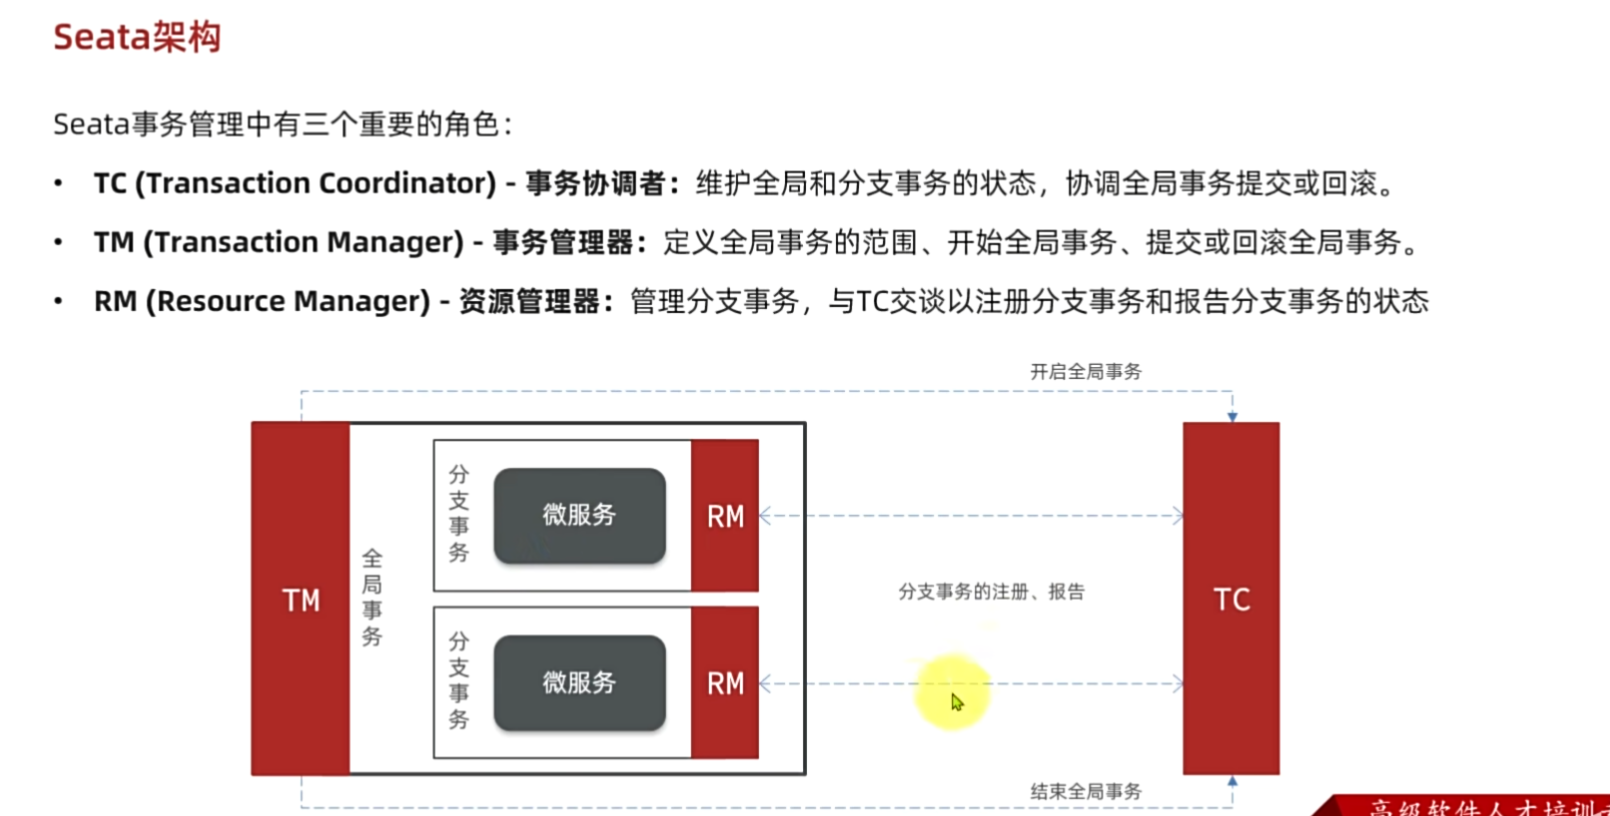 Seata架构
Seata事务管理中有三个重要的角色：
• TC (Transaction Coordinator) - 事务协调者：维护全局和分支事务的状态，协调全局事务提交或回滚。
• TM (Transaction Manager) - 事务管理器：定义全局事务的范围、开始全局事务、提交或回滚全局事务。
• RM (Resource Manager) - 资源管理器：管理分支事务，与TC交谈以注册分支事务和报告分支事务的状态
开启全局事务
TM
全局事务
分支事务
微服务
RM
分支事务的注册、报告
TC
分支事务
微服务
RM
结束全局事务
高级软件人才培训